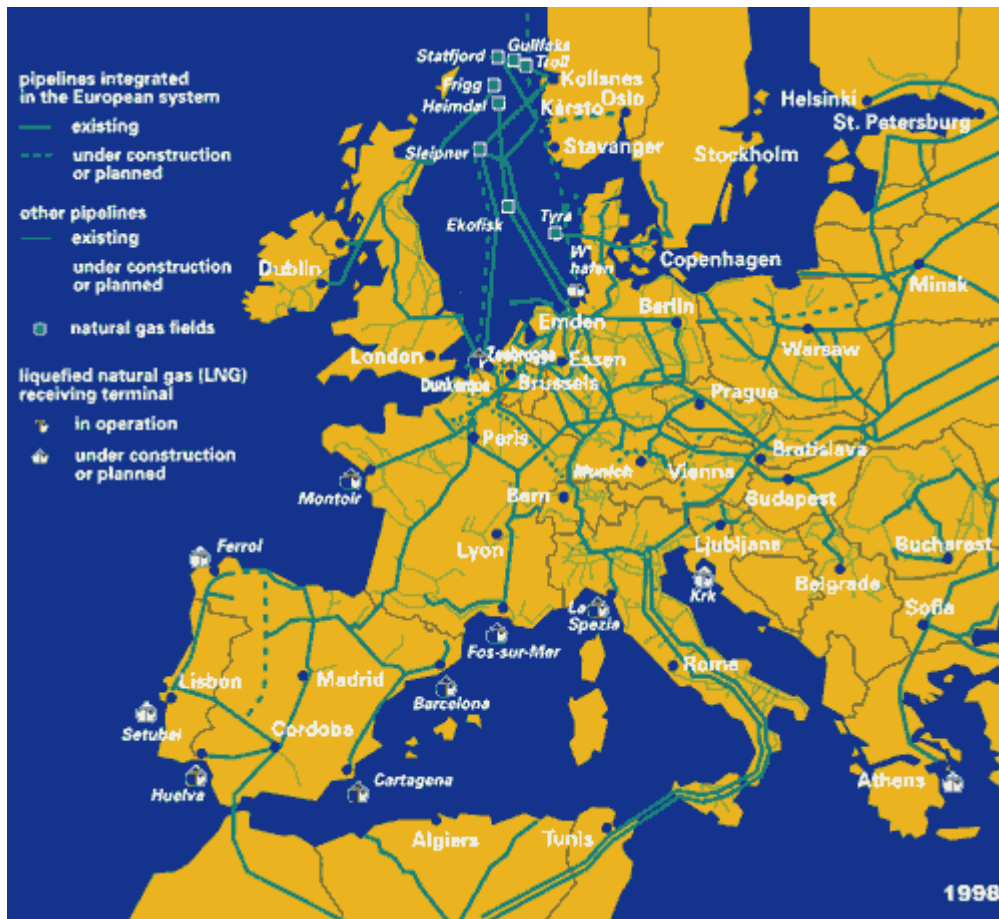 pipelines integrated
in the European system
existing
under construction
or planned
other pipelines
existing
under construction
or planned
natural gas fields
liquefied natural gas (LNG)
receiving terminal
in operation
under construction
or planned
Statfjord
Gullfaks
Troll
Frigg
Heimdal
Kollsnes
Kårsto
Oslo
Sleipner
Stavanger
Stockholm
Helsinki
St. Petersburg
Ekofisk
Tyra
W'
hafen
Copenhagen
Minsk
Dublin
Emden
Berlin
Warsaw
London
Zeebrugge
Essen
Dunkerque
Brussels
Prague
Paris
Bratislava
Munich
Vienna
Montoir
Bern
Budapest
Lyon
Ljubljana
Bucharest
Ferrol
Krk
Belgrade
La
Spezia
Sofia
Fos-sur-Mer
Lisbon
Madrid
Barcelona
Rome
Setubal
Cordoba
Huelva
Cartagena
Athens
Algiers
Tunis
1998